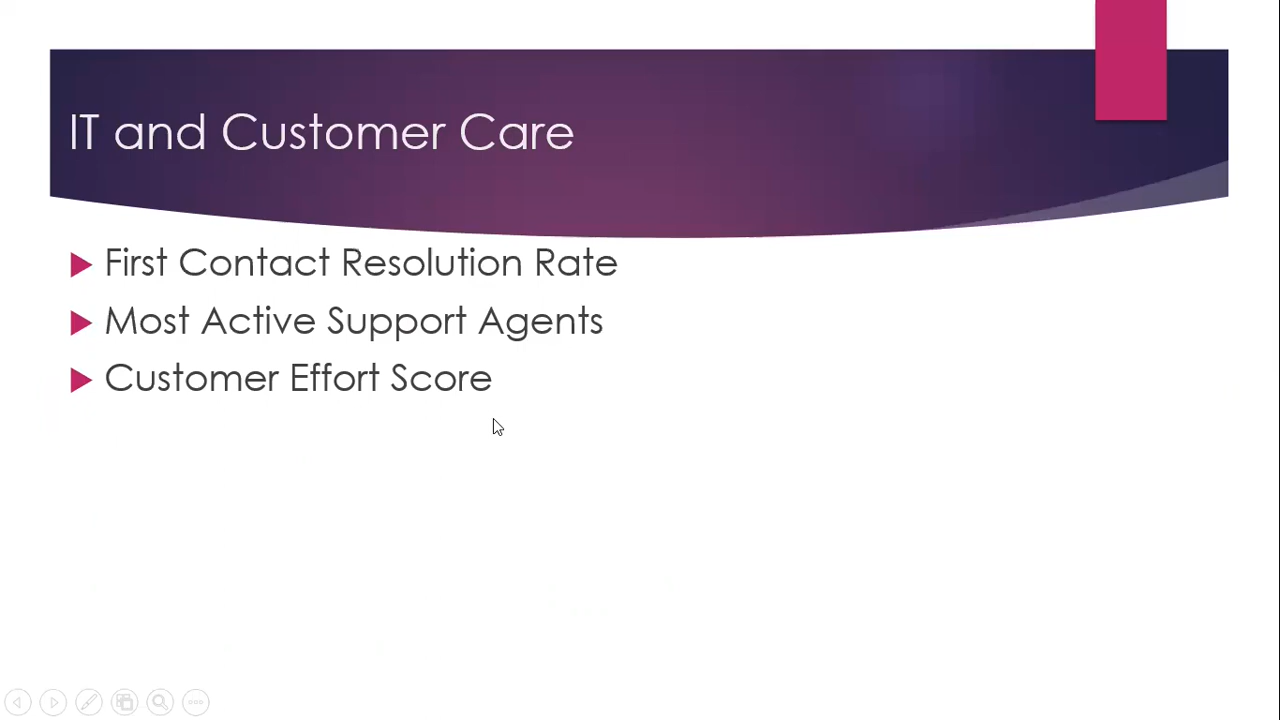 IT and Customer Care
First Contact Resolution Rate
Most Active Support Agents
Customer Effort Score